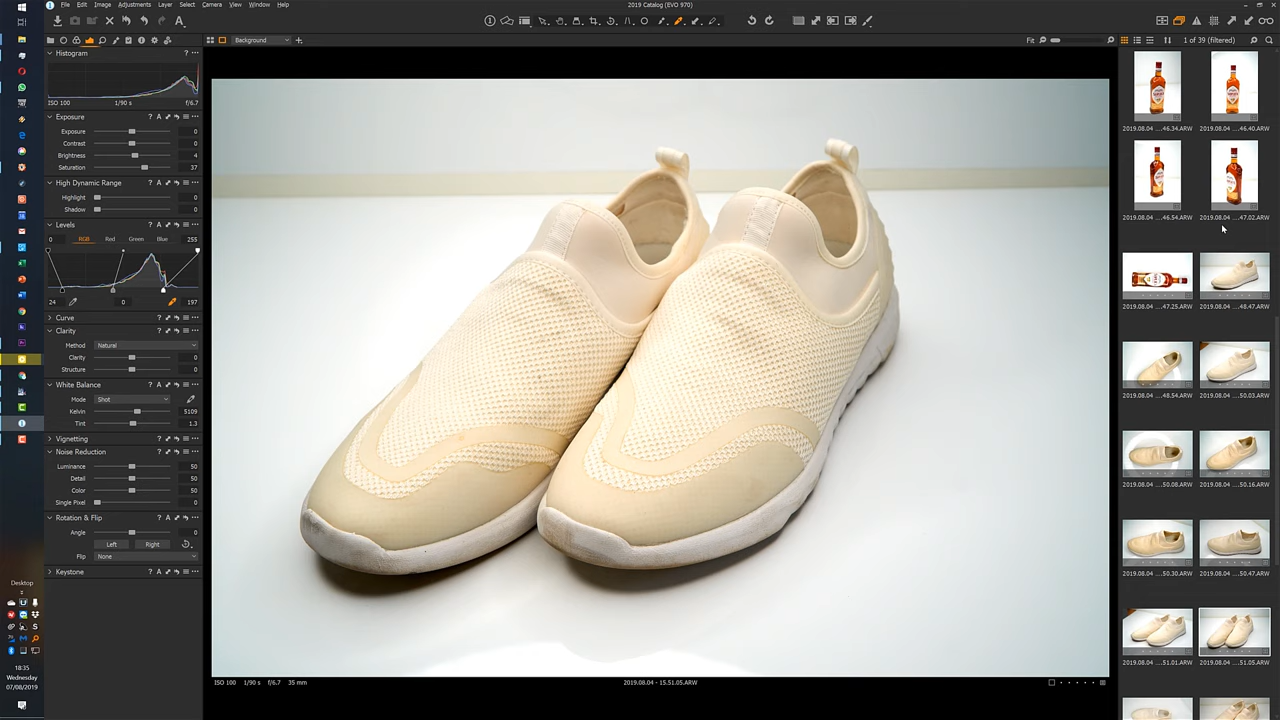 File Edit Image Adjustments Layer Select Camera View Window Help
2019 Catalog (EVO 970)
Background
Fit
1 of 39 (filtered)
Histogram
ISO 100 1/90 s f/6.7
Exposure
Exposure 0
Contrast 0
Brightness 4
Saturation 37
High Dynamic Range
Highlight 0
Shadow 0
Levels
0 RGB Red Green Blue 255
24 0 197
Curve
Clarity
Method Natural
Clarity 0
Structure 0
White Balance
Mode Shot
Kelvin 5109
Tint 1.3
Vignetting
Noise Reduction
Luminance 50
Detail 50
Color 50
Single Pixel 0
Rotation & Flip
Angle 0
Left Right
Flip None
Keystone
ISO 100 1/90 s f/6.7 35 mm
2019.08.04 - 15.51.05.ARW
2019.08.04 ...46.34.ARW 2019.08.04 ...46.40.ARW
2019.08.04 ...46.54.ARW 2019.08.04 ...47.02.ARW
2019.08.04 ...47.25.ARW 2019.08.04 ...48.47.ARW
2019.08.04 ...48.54.ARW 2019.08.04 ...50.03.ARW
2019.08.04 ...50.08.ARW 2019.08.04 ...50.16.ARW
2019.08.04 ...50.30.ARW 2019.08.04 ...50.47.ARW
2019.08.04 ...51.01.ARW 2019.08.04 ...51.05.ARW
Desktop
18:35
Wednesday
07/08/2019